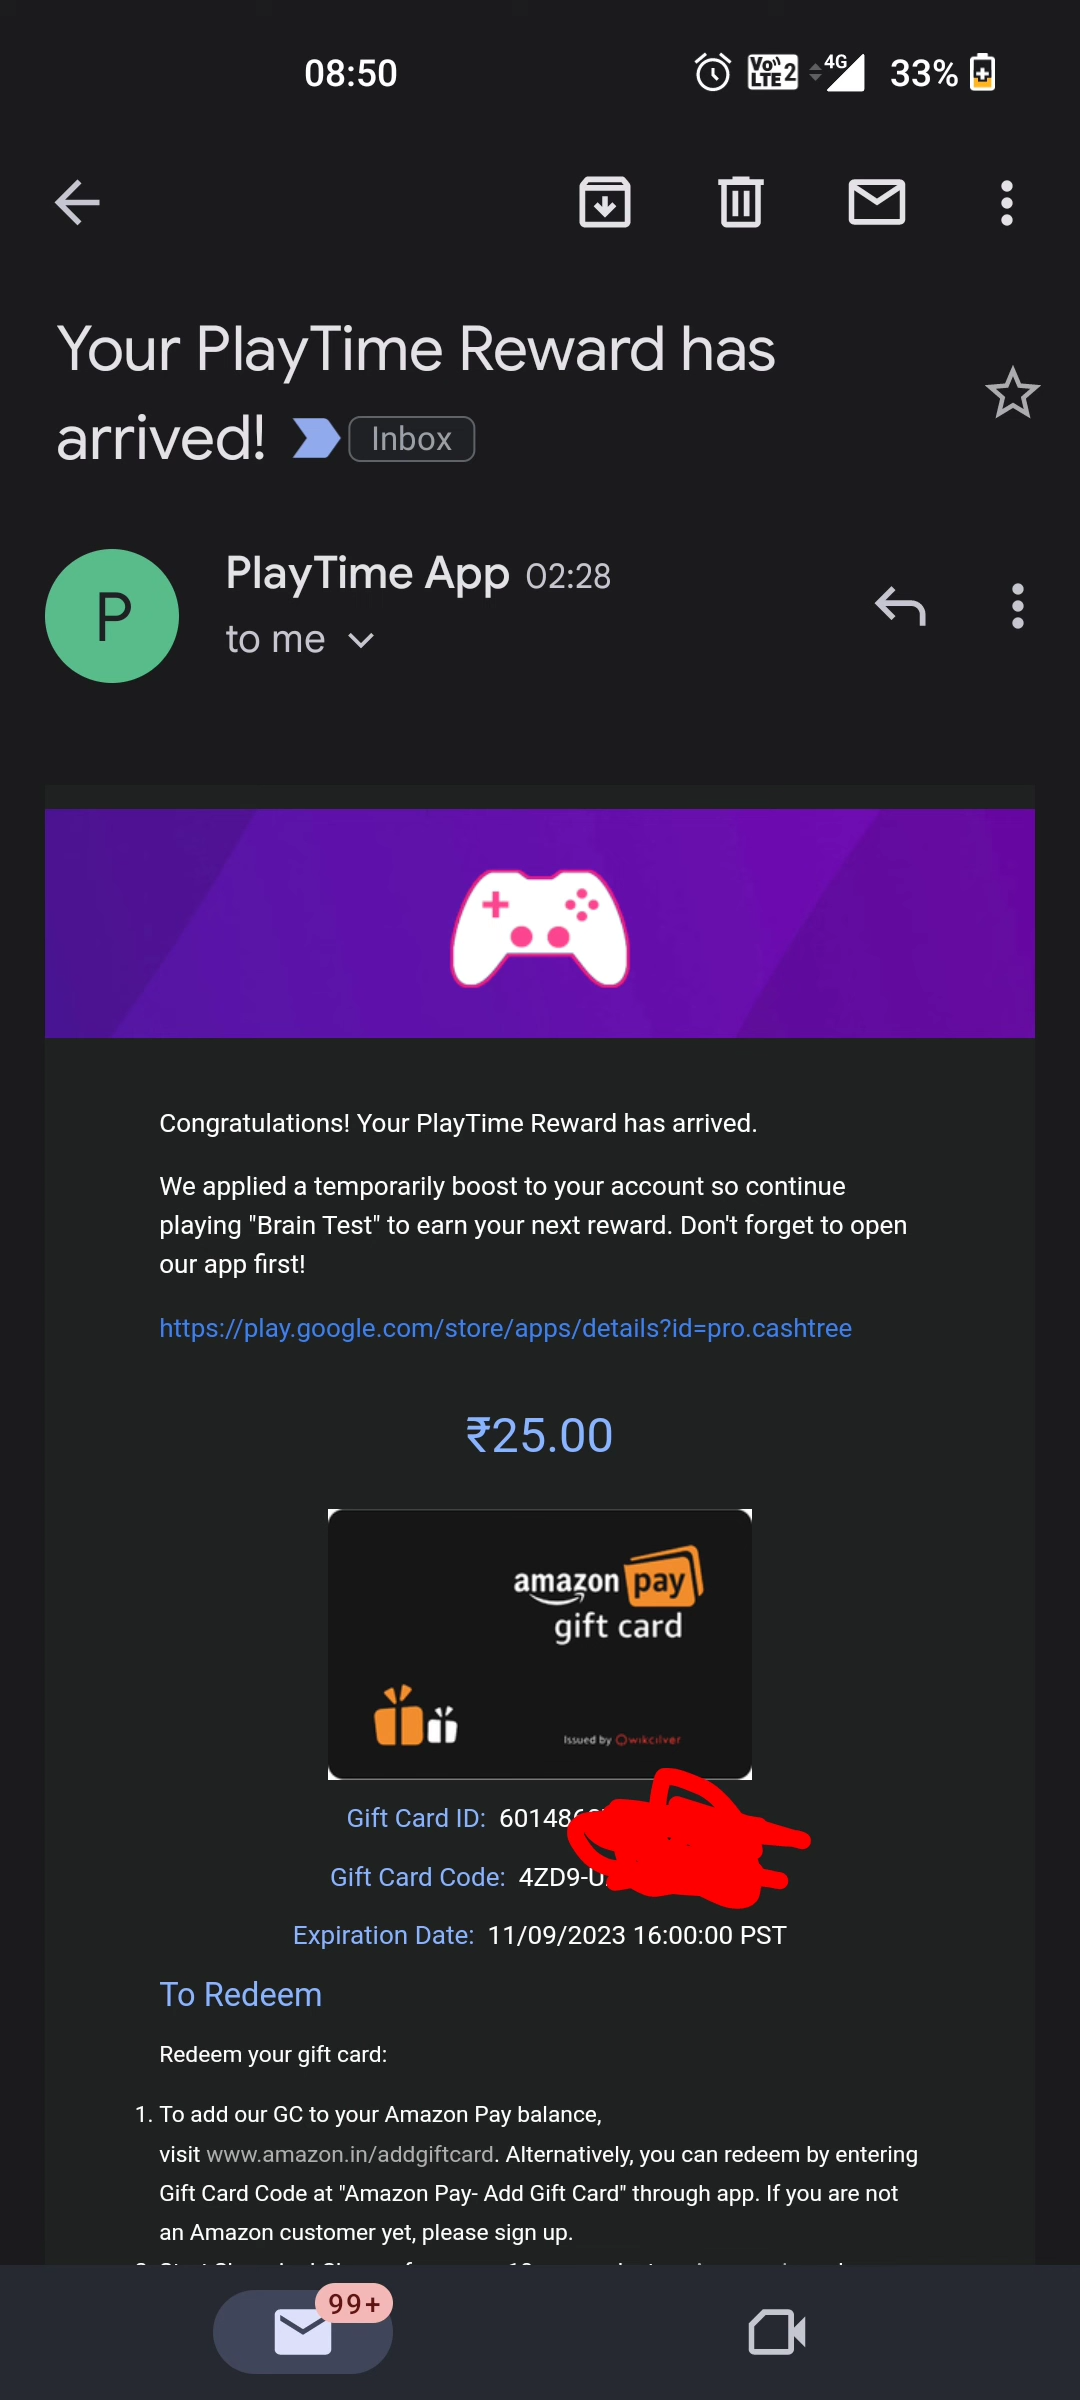 08:50
Vo)) LTE 2 4G 33%
Your PlayTime Reward has
arrived! Inbox
P
PlayTime App 02:28
to me
Congratulations! Your PlayTime Reward has arrived.
We applied a temporarily boost to your account so continue
playing "Brain Test" to earn your next reward. Don't forget to open
our app first!
https://play.google.com/store/apps/details?id=pro.cashtree
₹25.00
amazon pay
gift card
Issued by Qwikcilver
Gift Card ID: 60148
Gift Card Code: 4ZD9-U
Expiration Date: 11/09/2023 16:00:00 PST
To Redeem
Redeem your gift card:
1. To add our GC to your Amazon Pay balance,
visit www.amazon.in/addgiftcard. Alternatively, you can redeem by entering
Gift Card Code at "Amazon Pay- Add Gift Card" through app. If you are not
an Amazon customer yet, please sign up.
99+